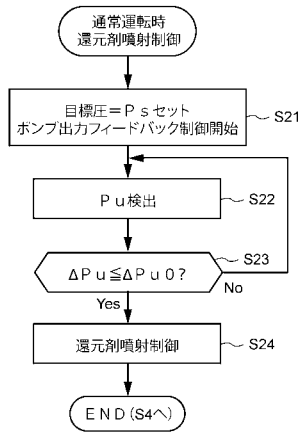 通常運転時
還元剤噴射制御
目標圧=Psセット
ポンプ出力フィードバック制御開始
S21
Pu検出
S22
ΔPu≦ΔPu0?
S23
No
Yes
還元剤噴射制御
S24
END(S4へ)